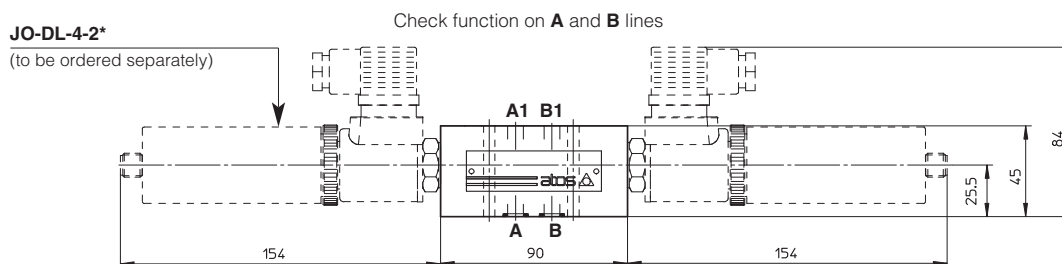 Check function on A and B lines
JO-DL-4-2*
(to be ordered separately)
A1 B1
atos
A B
154 90 154
25.5
45
84